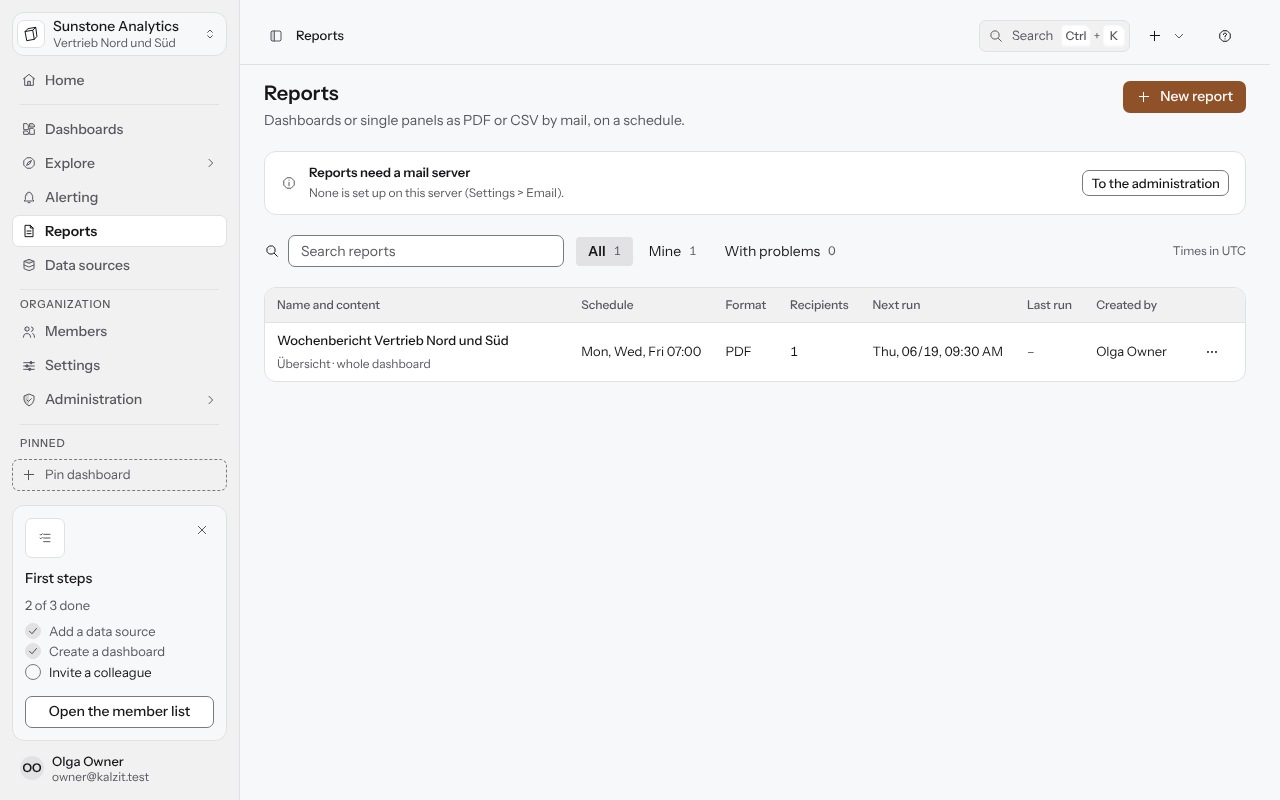 Sunstone Analytics
Vertrieb Nord und Süd
Home
Dashboards
Explore
Alerting
Reports
Data sources
ORGANIZATION
Members
Settings
Administration
PINNED
Pin dashboard
First steps
2 of 3 done
Add a data source
Create a dashboard
Invite a colleague
Open the member list
OO
Olga Owner
owner@kalzit.test
Reports
Search Ctrl + K
Reports
Dashboards or single panels as PDF or CSV by mail, on a schedule.
New report
Reports need a mail server
None is set up on this server (Settings > Email).
To the administration
Search reports
All 1
Mine 1
With problems 0
Times in UTC
Name and content Schedule Format Recipients Next run Last run Created by
Wochenbericht Vertrieb Nord und Süd
Übersicht · whole dashboard
Mon, Wed, Fri 07:00 PDF 1 Thu, 06/19, 09:30 AM – Olga Owner